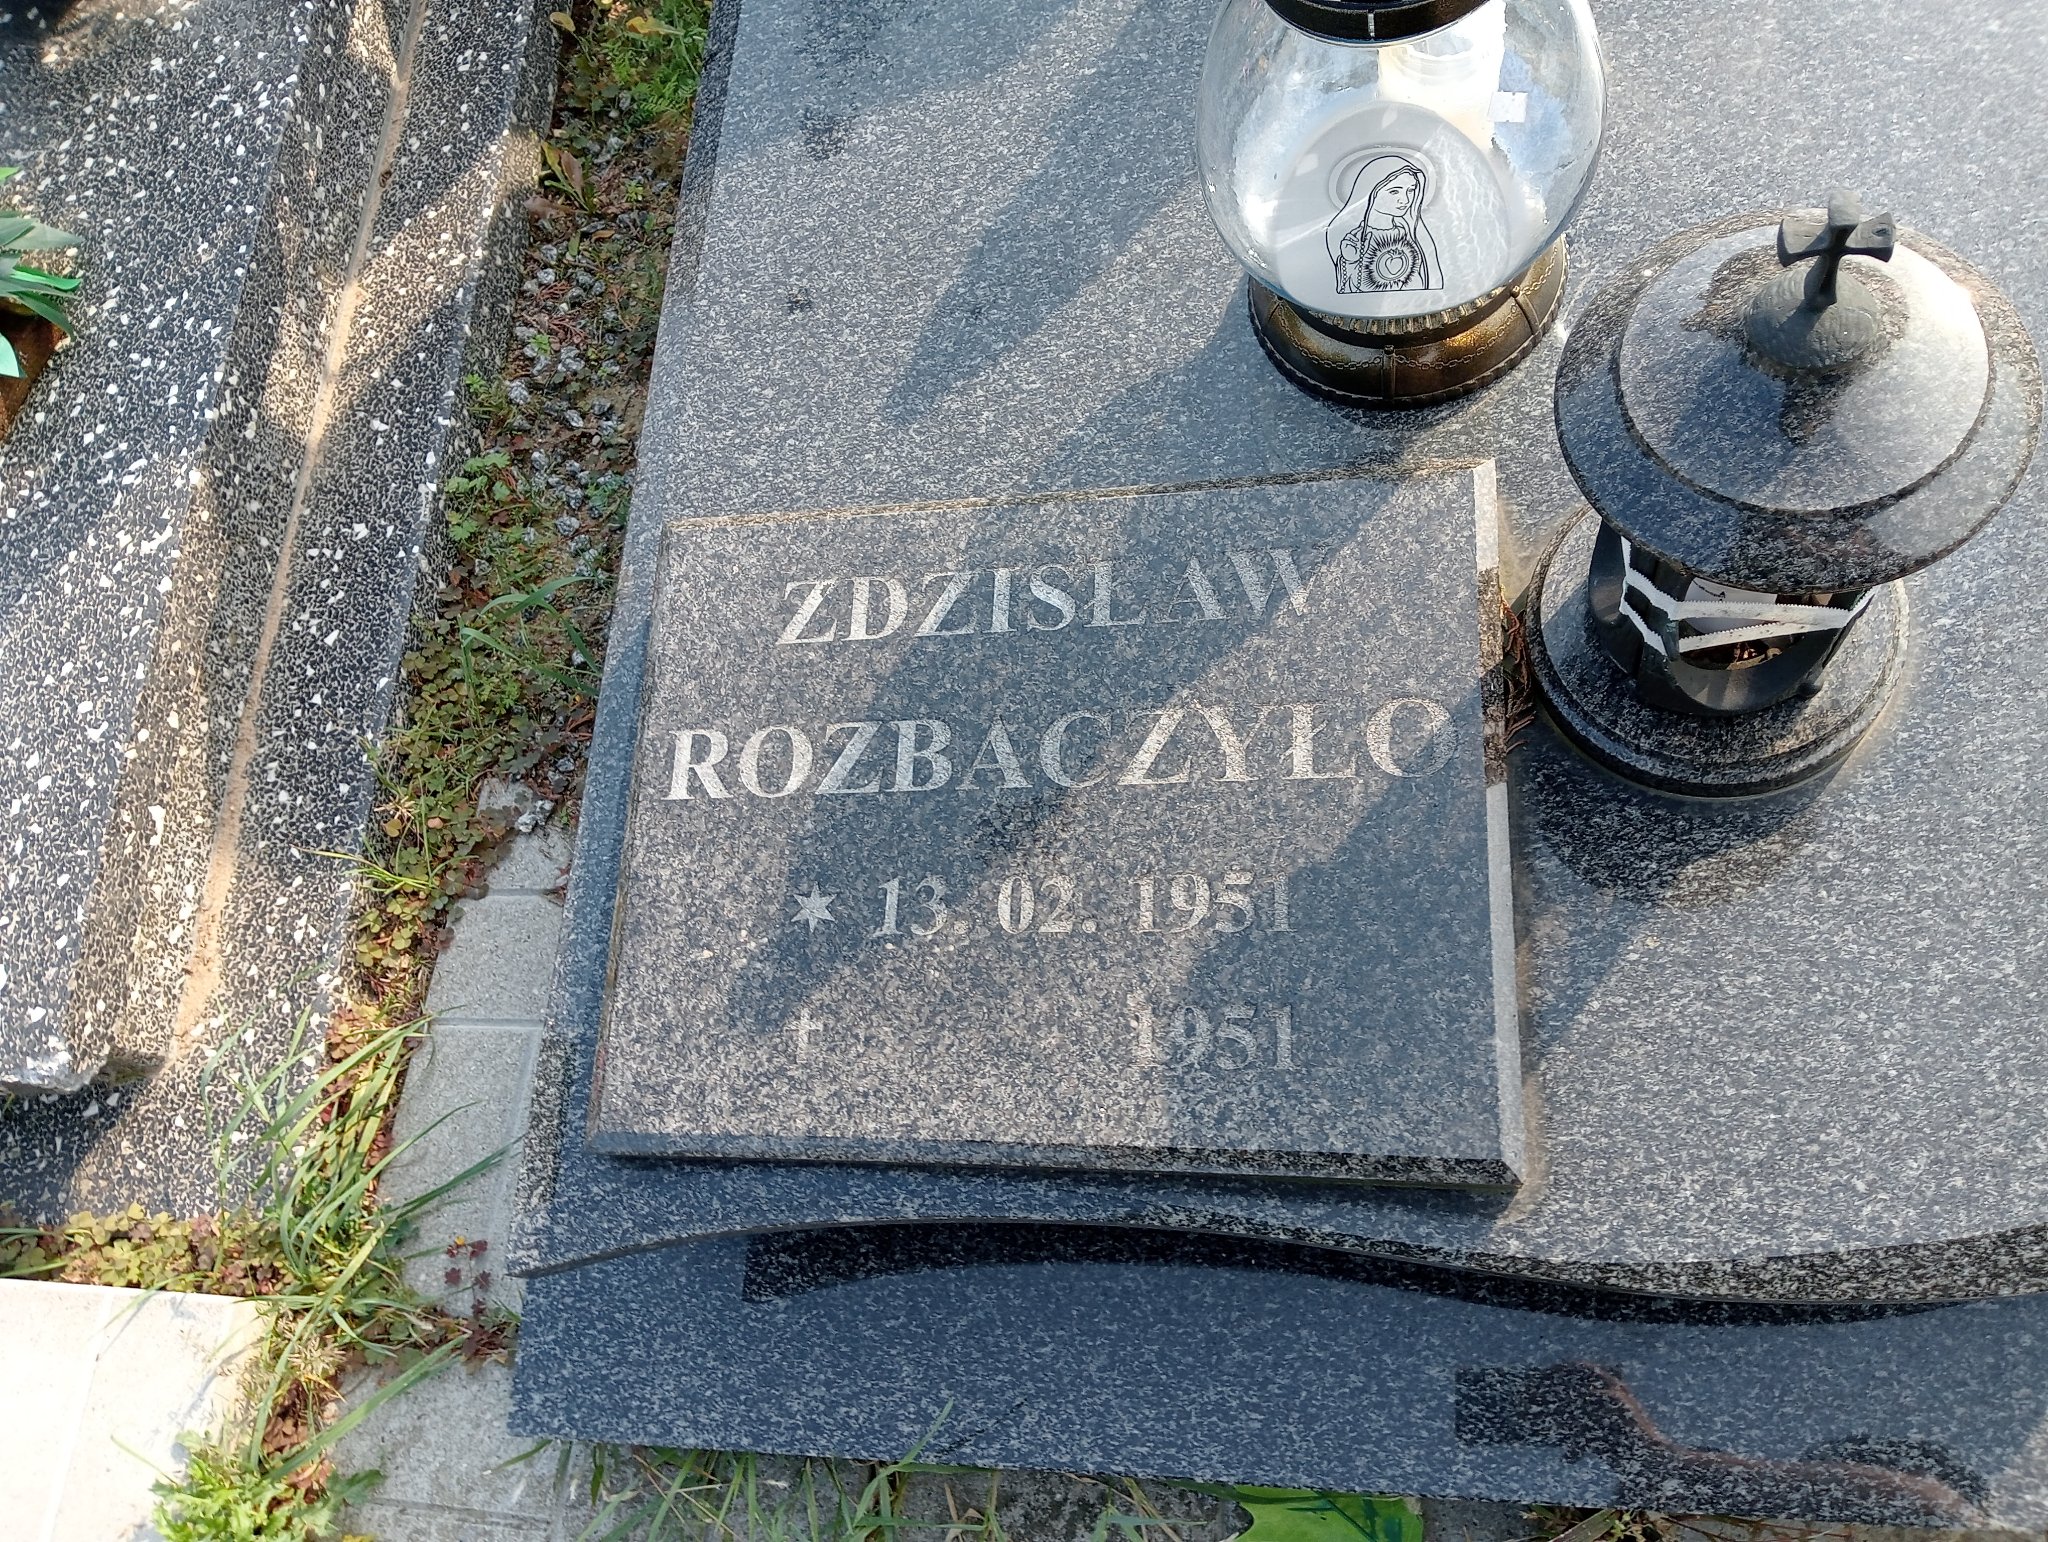 ZDZISŁAW
ROZBACZYŁO
* 13. 02. 1951
† 1951